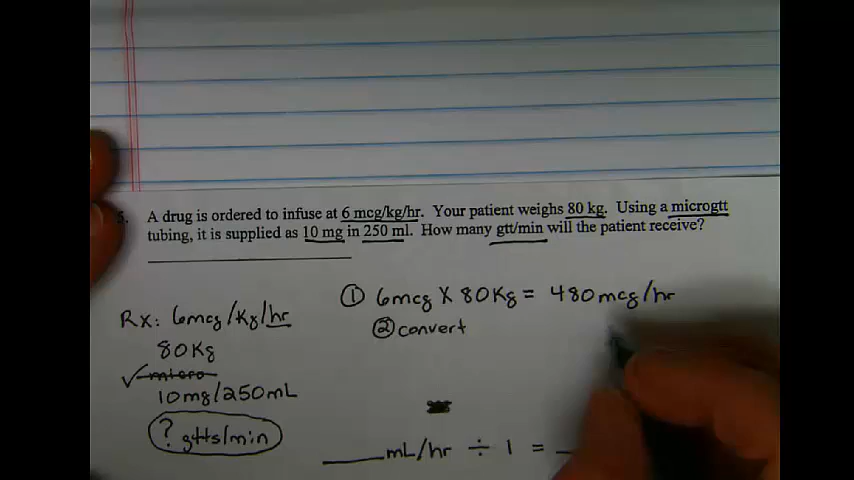 5. A drug is ordered to infuse at 6 mcg/kg/hr. Your patient weighs 80 kg. Using a microgtt
tubing, it is supplied as 10 mg in 250 ml. How many gtt/min will the patient receive?
① 6mcg X 80Kg = 480mcg/hr
Rx: 6mcg/Kg/hr
② convert
80Kg
✓ micro
10mg/250mL
? gtts/min
____mL/hr ÷ 1 = _